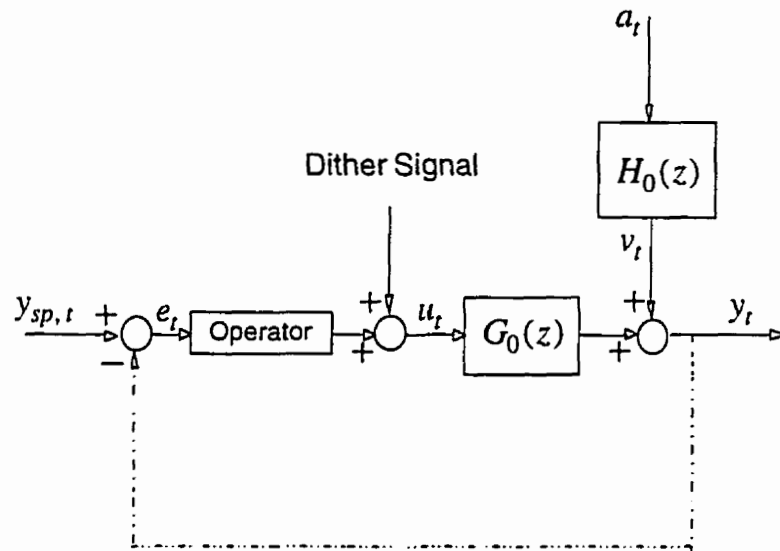 a_t
H_0(z)
Dither Signal
v_t
y_{sp, t}
+
e_t
Operator
+
+
u_t
G_0(z)
+
+
y_t
−